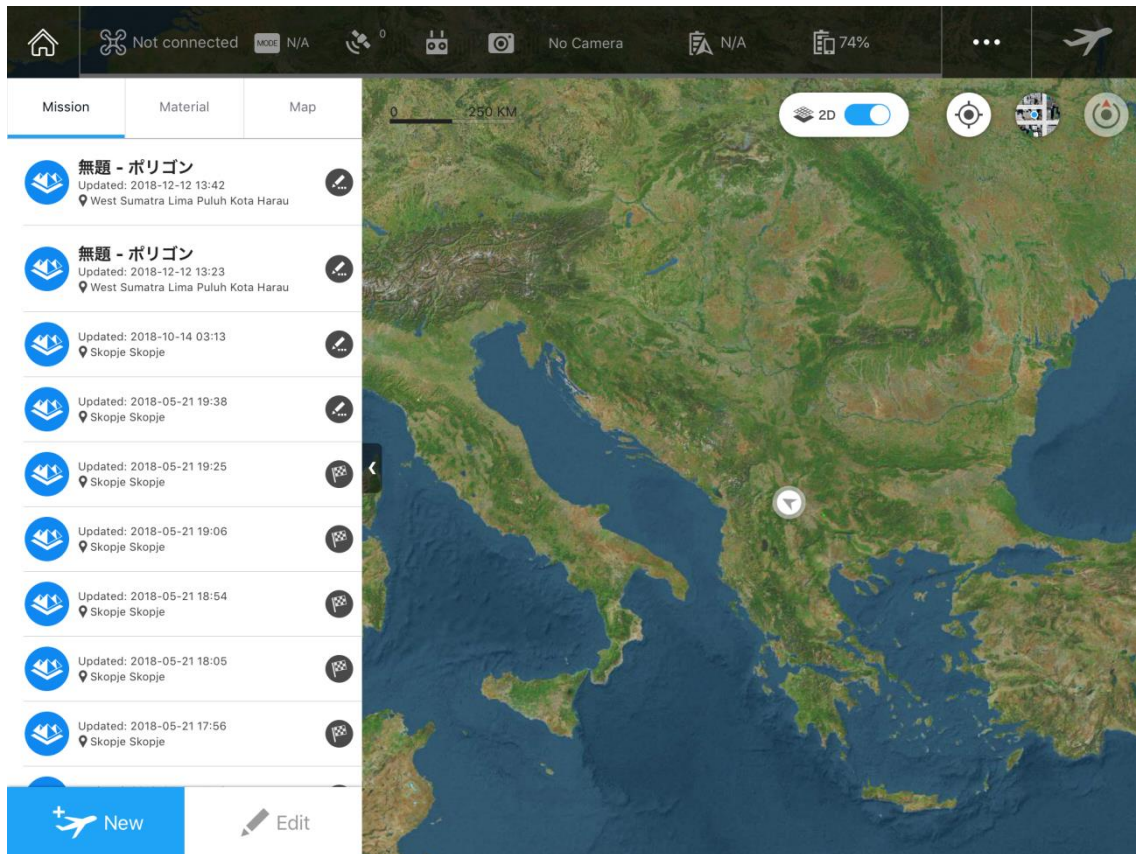 Not connected MODE N/A 0 No Camera N/A 74%
Mission Material Map
0 250 KM
2D
無題 - ポリゴン
Updated: 2018-12-12 13:42
West Sumatra Lima Puluh Kota Harau
無題 - ポリゴン
Updated: 2018-12-12 13:23
West Sumatra Lima Puluh Kota Harau
Updated: 2018-10-14 03:13
Skopje Skopje
Updated: 2018-05-21 19:38
Skopje Skopje
Updated: 2018-05-21 19:25
Skopje Skopje
Updated: 2018-05-21 19:06
Skopje Skopje
Updated: 2018-05-21 18:54
Skopje Skopje
Updated: 2018-05-21 18:05
Skopje Skopje
Updated: 2018-05-21 17:56
Skopje Skopje
New Edit